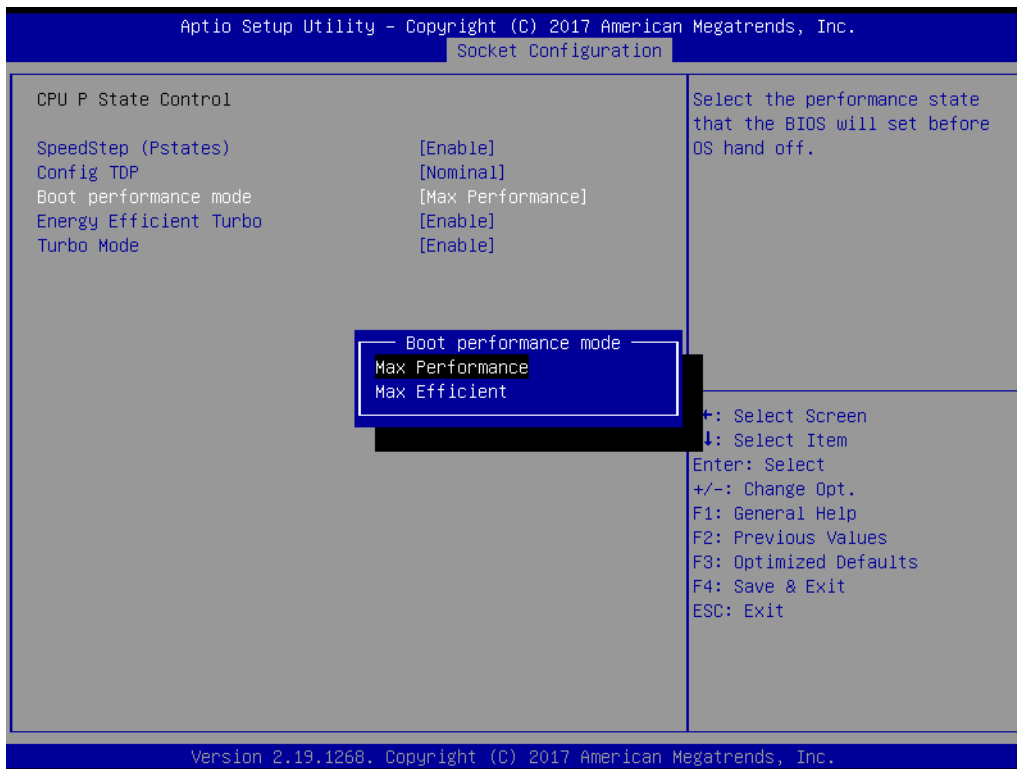 Aptio Setup Utility – Copyright (C) 2017 American Megatrends, Inc.
Socket Configuration
CPU P State Control
SpeedStep (Pstates) [Enable]
Config TDP [Nominal]
Boot performance mode [Max Performance]
Energy Efficient Turbo [Enable]
Turbo Mode [Enable]
Select the performance state
that the BIOS will set before
OS hand off.
Boot performance mode
Max Performance
Max Efficient
: Select Screen
: Select Item
Enter: Select
+/-: Change Opt.
F1: General Help
F2: Previous Values
F3: Optimized Defaults
F4: Save & Exit
ESC: Exit
Version 2.19.1268. Copyright (C) 2017 American Megatrends, Inc.